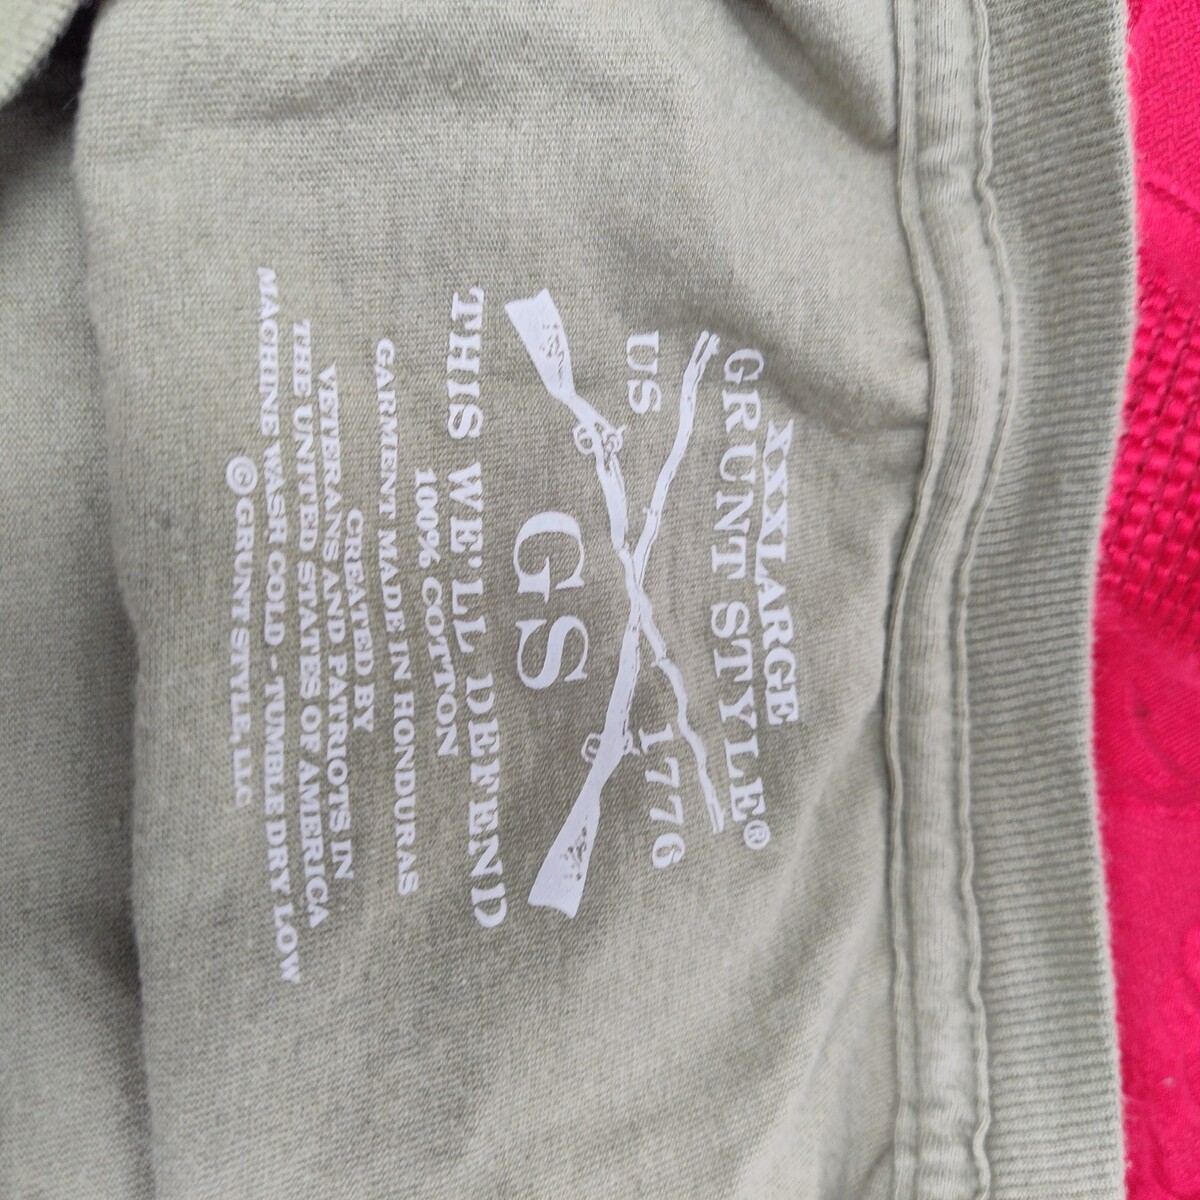 XXXLARGE
GRUNT STYLE®
US 1776
GS
THIS WE'LL DEFEND
100% COTTON
GARMENT MADE IN HONDURAS
CREATED BY
VETERANS AND PATRIOTS IN
THE UNITED STATES OF AMERICA
MACHINE WASH COLD - TUMBLE DRY LOW
© GRUNT STYLE, LLC